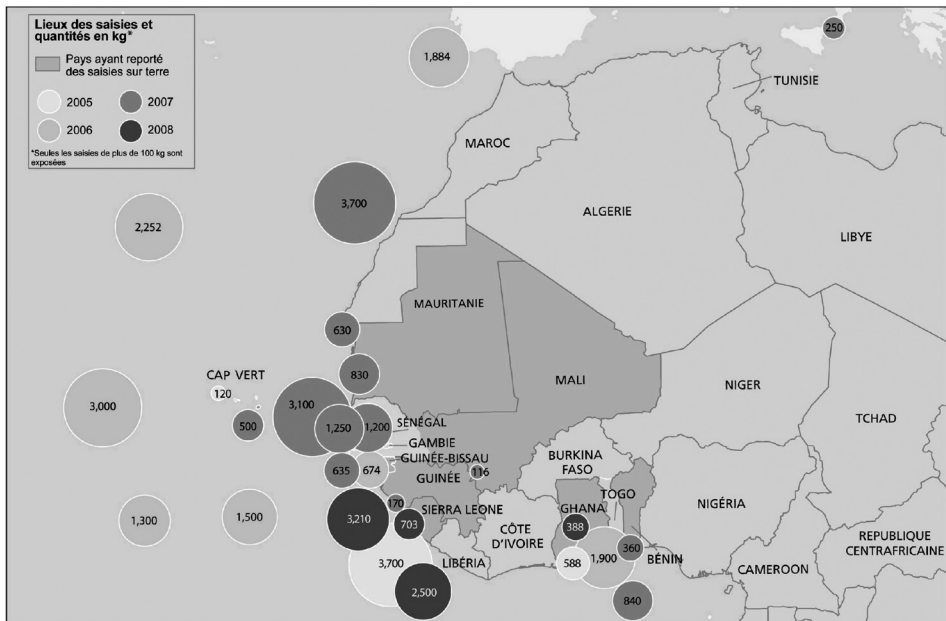 Lieux des saisies et
quantités en kg*
Pays ayant reporté
des saisies sur terre
2005
2007
2006
2008
*Seules les saisies de plus de 100 kg sont
exposées
250
1,884
TUNISIE
MAROC
3,700
ALGERIE
2,252
LIBYE
MAURITANIE
630
830
MALI
CAP VERT
120
NIGER
3,000
3,100
500
1,250
1,200
SÉNÉGAL
TCHAD
GAMBIE
GUINÉE-BISSAU
BURKINA
FASO
635
674
116
GUINÉE
TOGO
NIGÉRIA
170
SIERRA LEONE
GHANA
1,300
1,500
3,210
703
388
CÔTE
D'IVOIRE
REPUBLIQUE
CENTRAFRICAINE
360
BÉNIN
1,900
588
3,700
LIBÉRIA
CAMEROON
2,500
840